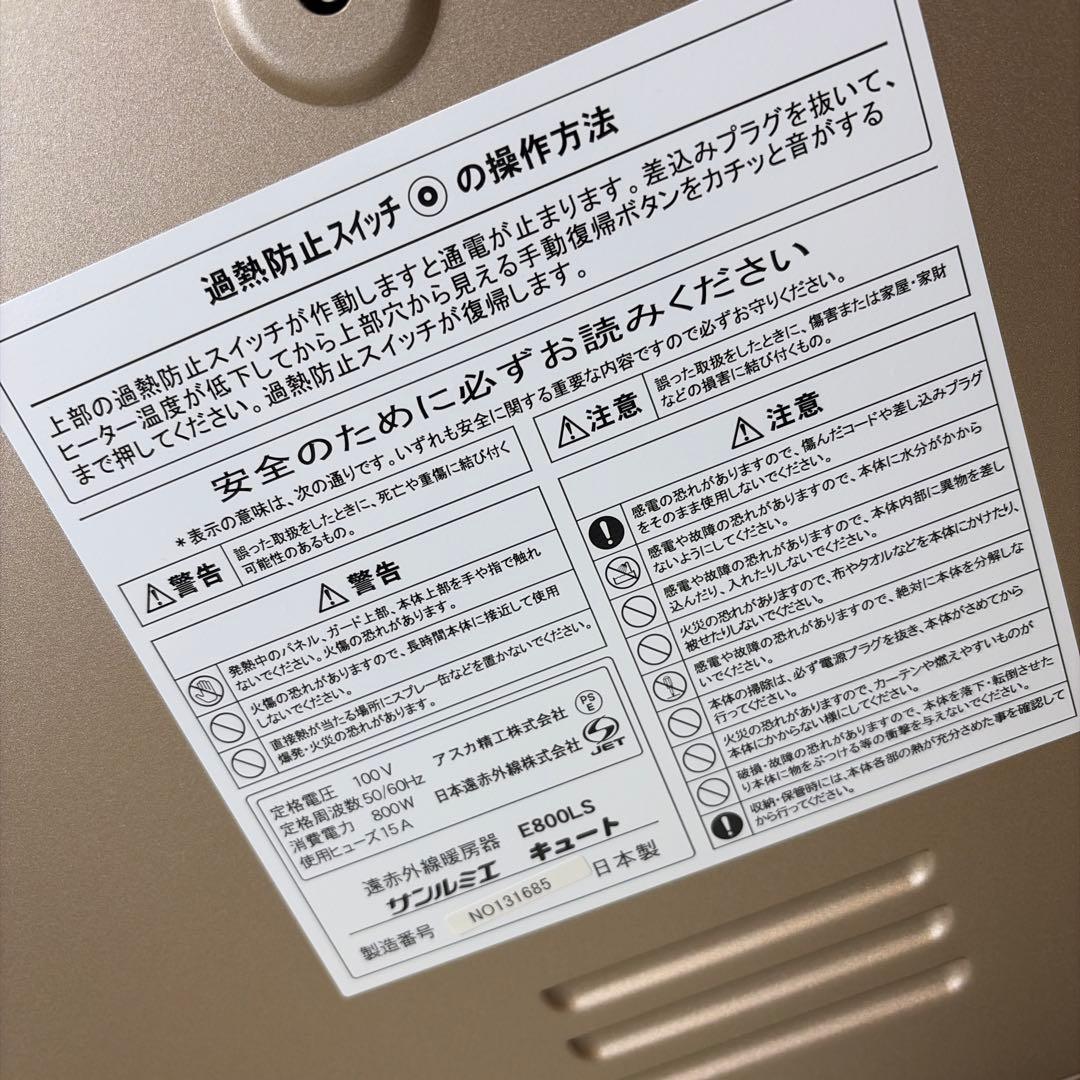 過熱防止スイッチ の操作方法
上部の過熱防止スイッチが作動しますと通電が止まります。差込みプラグを抜いて、
ヒーター温度が低下してから上部穴から見える手動復帰ボタンをカチッと音がする
まで押してください。過熱防止スイッチが復帰します。
安全のために必ずお読みください
*表示の意味は、次の通りです。いずれも安全に関する重要な内容ですので必ずお守りください。
警告
誤った取扱をしたときに、死亡や重傷に結び付く
可能性のあるもの。
注意
誤った取扱をしたときに、傷害または家屋・家財
などの損害に結び付くもの。
警告
発熱中のパネル、ガード上部、本体上部を手や指で触れ
ないでください。火傷の恐れがあります。
火傷の恐れがありますので、長時間本体に接近して使用
しないでください。
直接熱が当たる場所にスプレー缶などを置かないでください。
爆発・火災の恐れがあります。
注意
感電の恐れがありますので、傷んだコードや差し込みプラグ
をそのまま使用しないでください。
感電や故障の恐れがありますので、本体に水分がかから
ないようにしてください。
感電や故障の恐れがありますので、本体内部に異物を差し
込んだり、入れたりしないでください。
火災の恐れがありますので、布やタオルなどを本体にかけたり、
被せたりしないでください。
感電や故障の恐れがありますので、絶対に本体を分解しな
いでください。
本体の掃除は、必ず電源プラグを抜き、本体がさめてから
行ってください。
火災の恐れがありますので、カーテンや燃えやすいものが
本体にかからない様にしてください。
破損・故障の恐れがありますので、本体を落下・転倒させた
り本体に物をぶつける等の衝撃を与えないでください。
収納・保管時には、本体各部の熱が充分さめた事を確認して
から行ってください。
定格電圧 100V
定格周波数 50/60Hz
消費電力 800W
使用ヒューズ15A
アスカ精工株式会社
日本遠赤外線株式会社
PS
E
JET
遠赤外線暖房器 E800LS
サンルミエ キュート
製造番号 NO131685 日本製